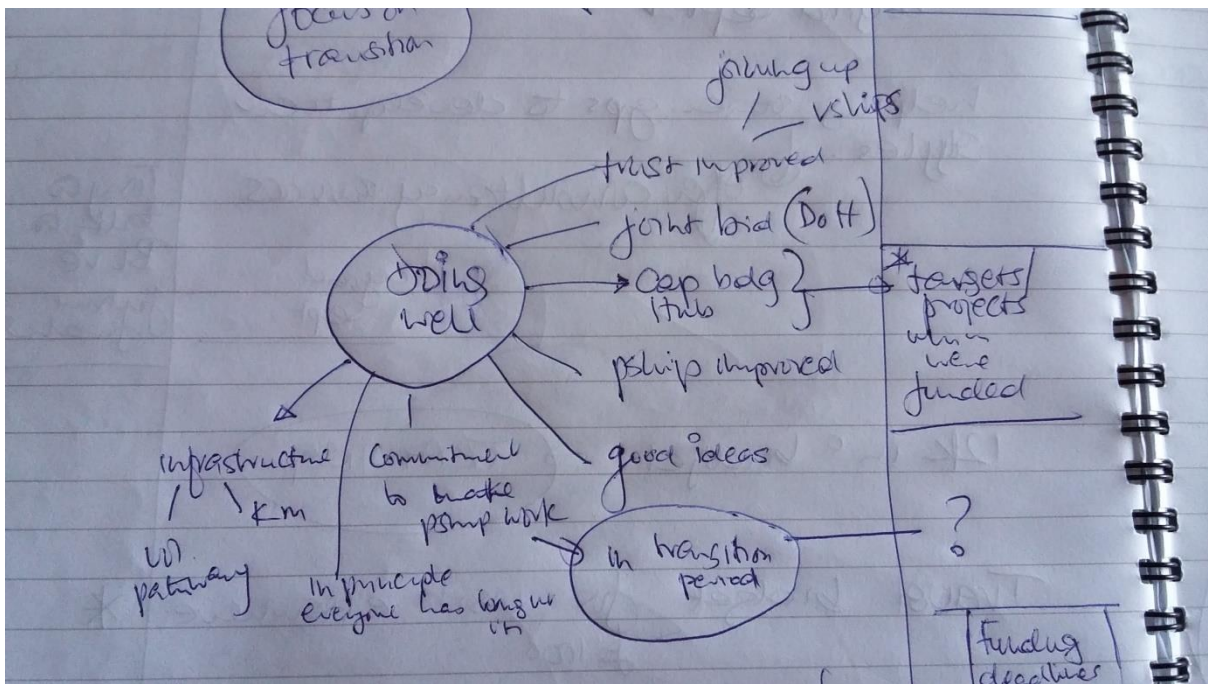 focus on
transition
joining up
rships
trust improved
joint bid (DoH)
Doing
well
cap bdg
Hub
* targets
projects
which
were
funded
pship improved
good ideas
infrastructure
KM
pathway
Commitment
to make
pship work
in principle
everyone has
in
in transition
period
?
Funding
deadlines